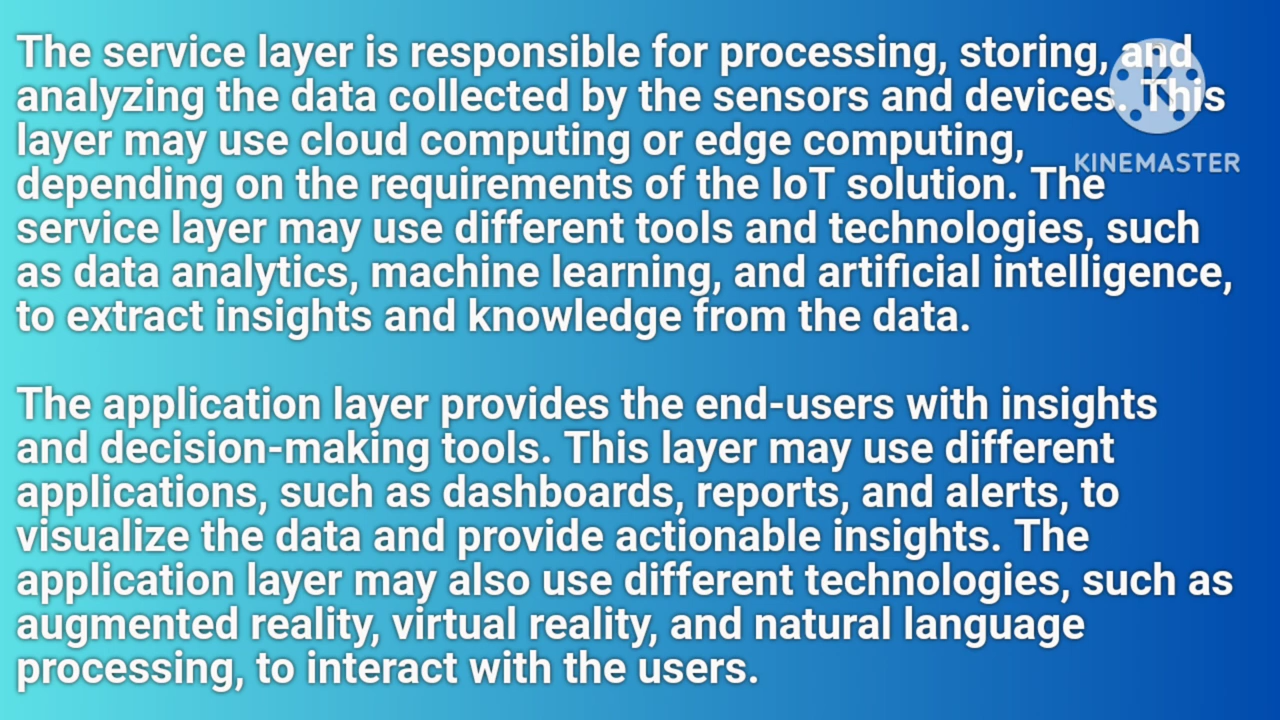 The service layer is responsible for processing, storing, and
analyzing the data collected by the sensors and devices. This
layer may use cloud computing or edge computing,
KINEMASTER
depending on the requirements of the IoT solution. The
service layer may use different tools and technologies, such
as data analytics, machine learning, and artificial intelligence,
to extract insights and knowledge from the data.
The application layer provides the end-users with insights
and decision-making tools. This layer may use different
applications, such as dashboards, reports, and alerts, to
visualize the data and provide actionable insights. The
application layer may also use different technologies, such as
augmented reality, virtual reality, and natural language
processing, to interact with the users.